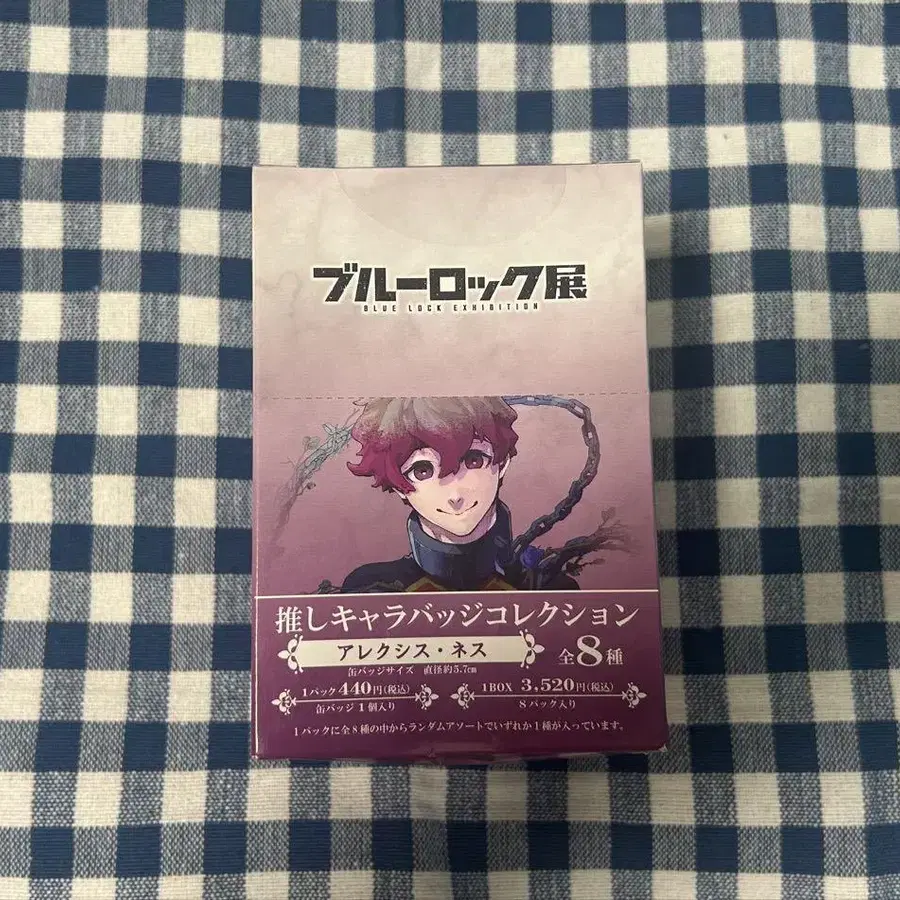 ブルーロック展
BLUE LOCK EXHIBITION
推しキャラバッジコレクション
アレクシス・ネス
全8種
缶バッジサイズ 直径約5.7cm
1パック 440円(税込)
缶バッジ1個入り
1BOX 3,520円(税込)
8パック入り
1パックに全8種の中からランダムアソートでいずれか1種が入っています。